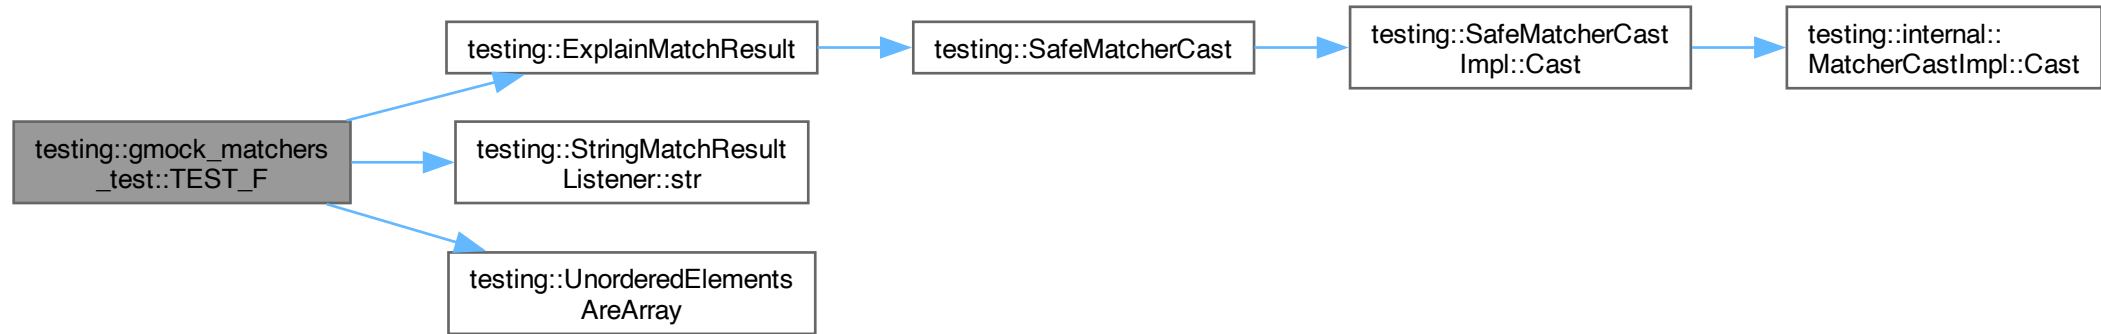 testing::ExplainMatchResult
testing::SafeMatcherCast
testing::SafeMatcherCast
Impl::Cast
testing::internal::
MatcherCastImpl::Cast
testing::gmock_matchers
_test::TEST_F
testing::StringMatchResult
Listener::str
testing::UnorderedElements
AreArray